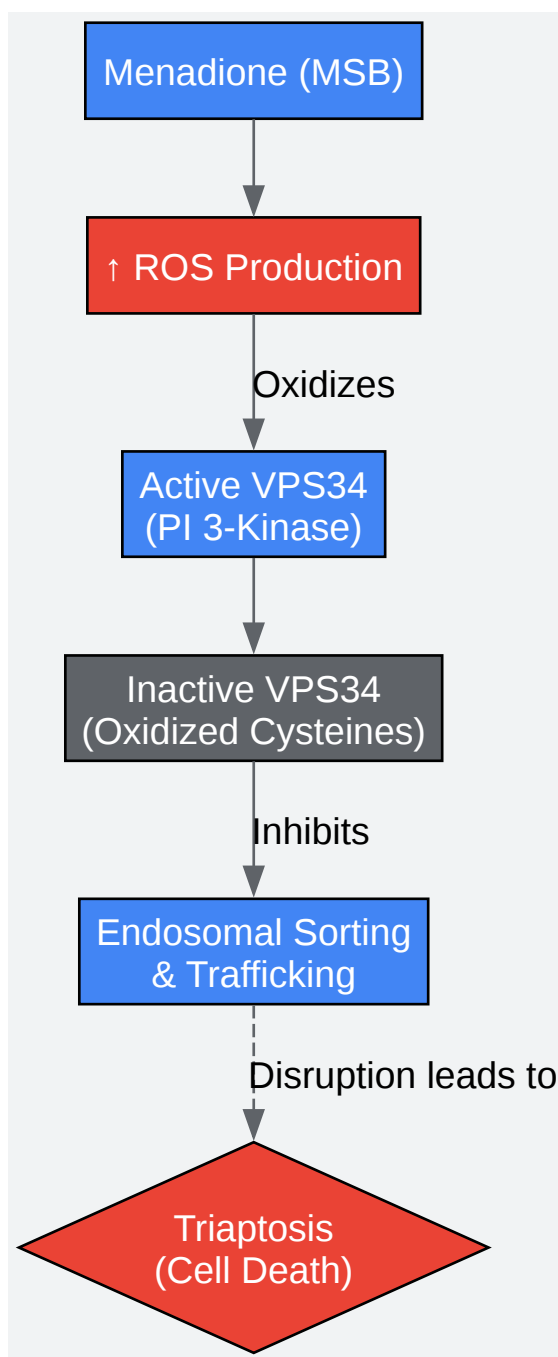 Menadione (MSB)
↑ ROS Production
Oxidizes
Active VPS34
(PI 3-Kinase)
Inactive VPS34
(Oxidized Cysteines)
Inhibits
Endosomal Sorting
& Trafficking
Disruption leads to
Triaptosis
(Cell Death)